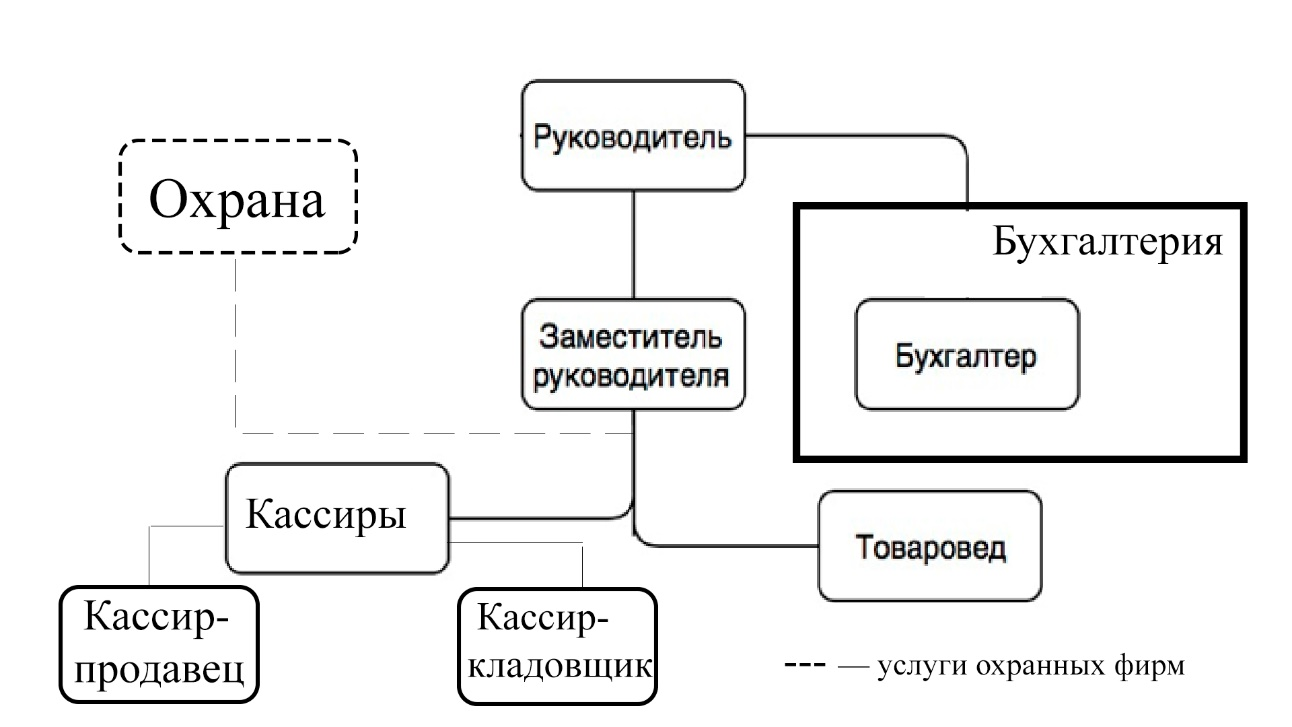 Руководитель
Охрана
Бухгалтерия
Заместитель
руководителя
Бухгалтер
Кассиры
Товаровед
Кассир-
продавец
Кассир-
кладовщик
--- — услуги охранных фирм